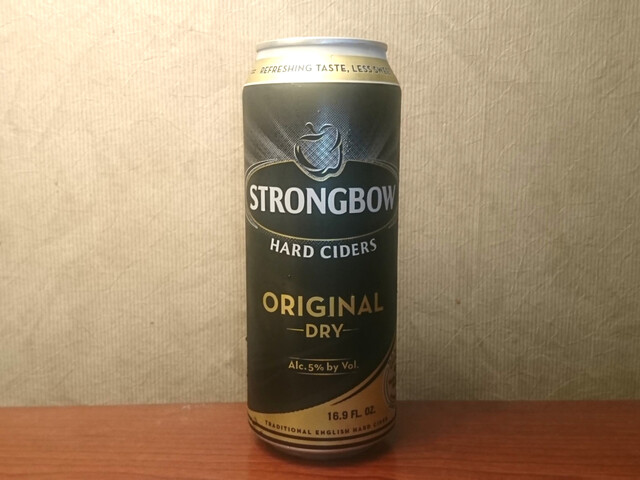 REFRESHING TASTE, LESS
STRONGBOW
HARD CIDERS
ORIGINAL
DRY
Alc. 5% by Vol.
16.9 FL. OZ.
TRADITIONAL ENGLISH HARD CIDER